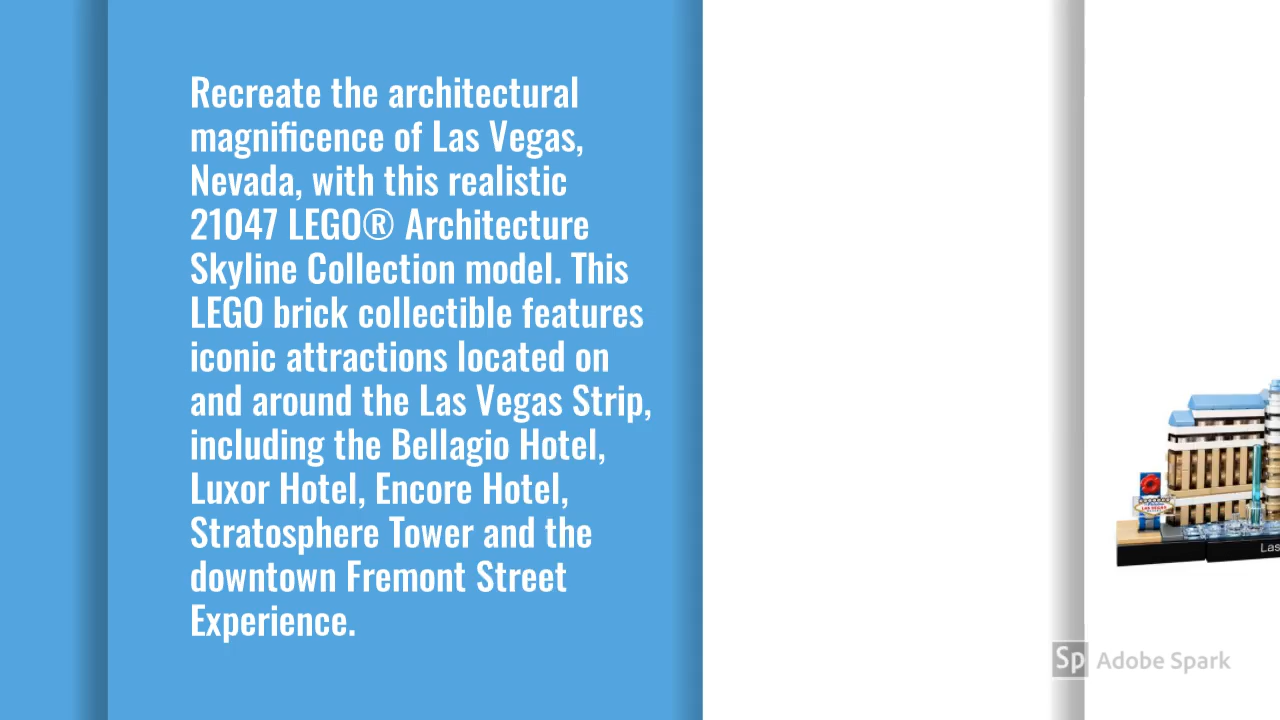 Recreate the architectural
magnificence of Las Vegas,
Nevada, with this realistic
21047 LEGO® Architecture
Skyline Collection model. This
LEGO brick collectible features
iconic attractions located on
and around the Las Vegas Strip,
including the Bellagio Hotel,
Luxor Hotel, Encore Hotel,
Stratosphere Tower and the
downtown Fremont Street
Experience.
LAS VEGAS
Las
Sp Adobe Spark